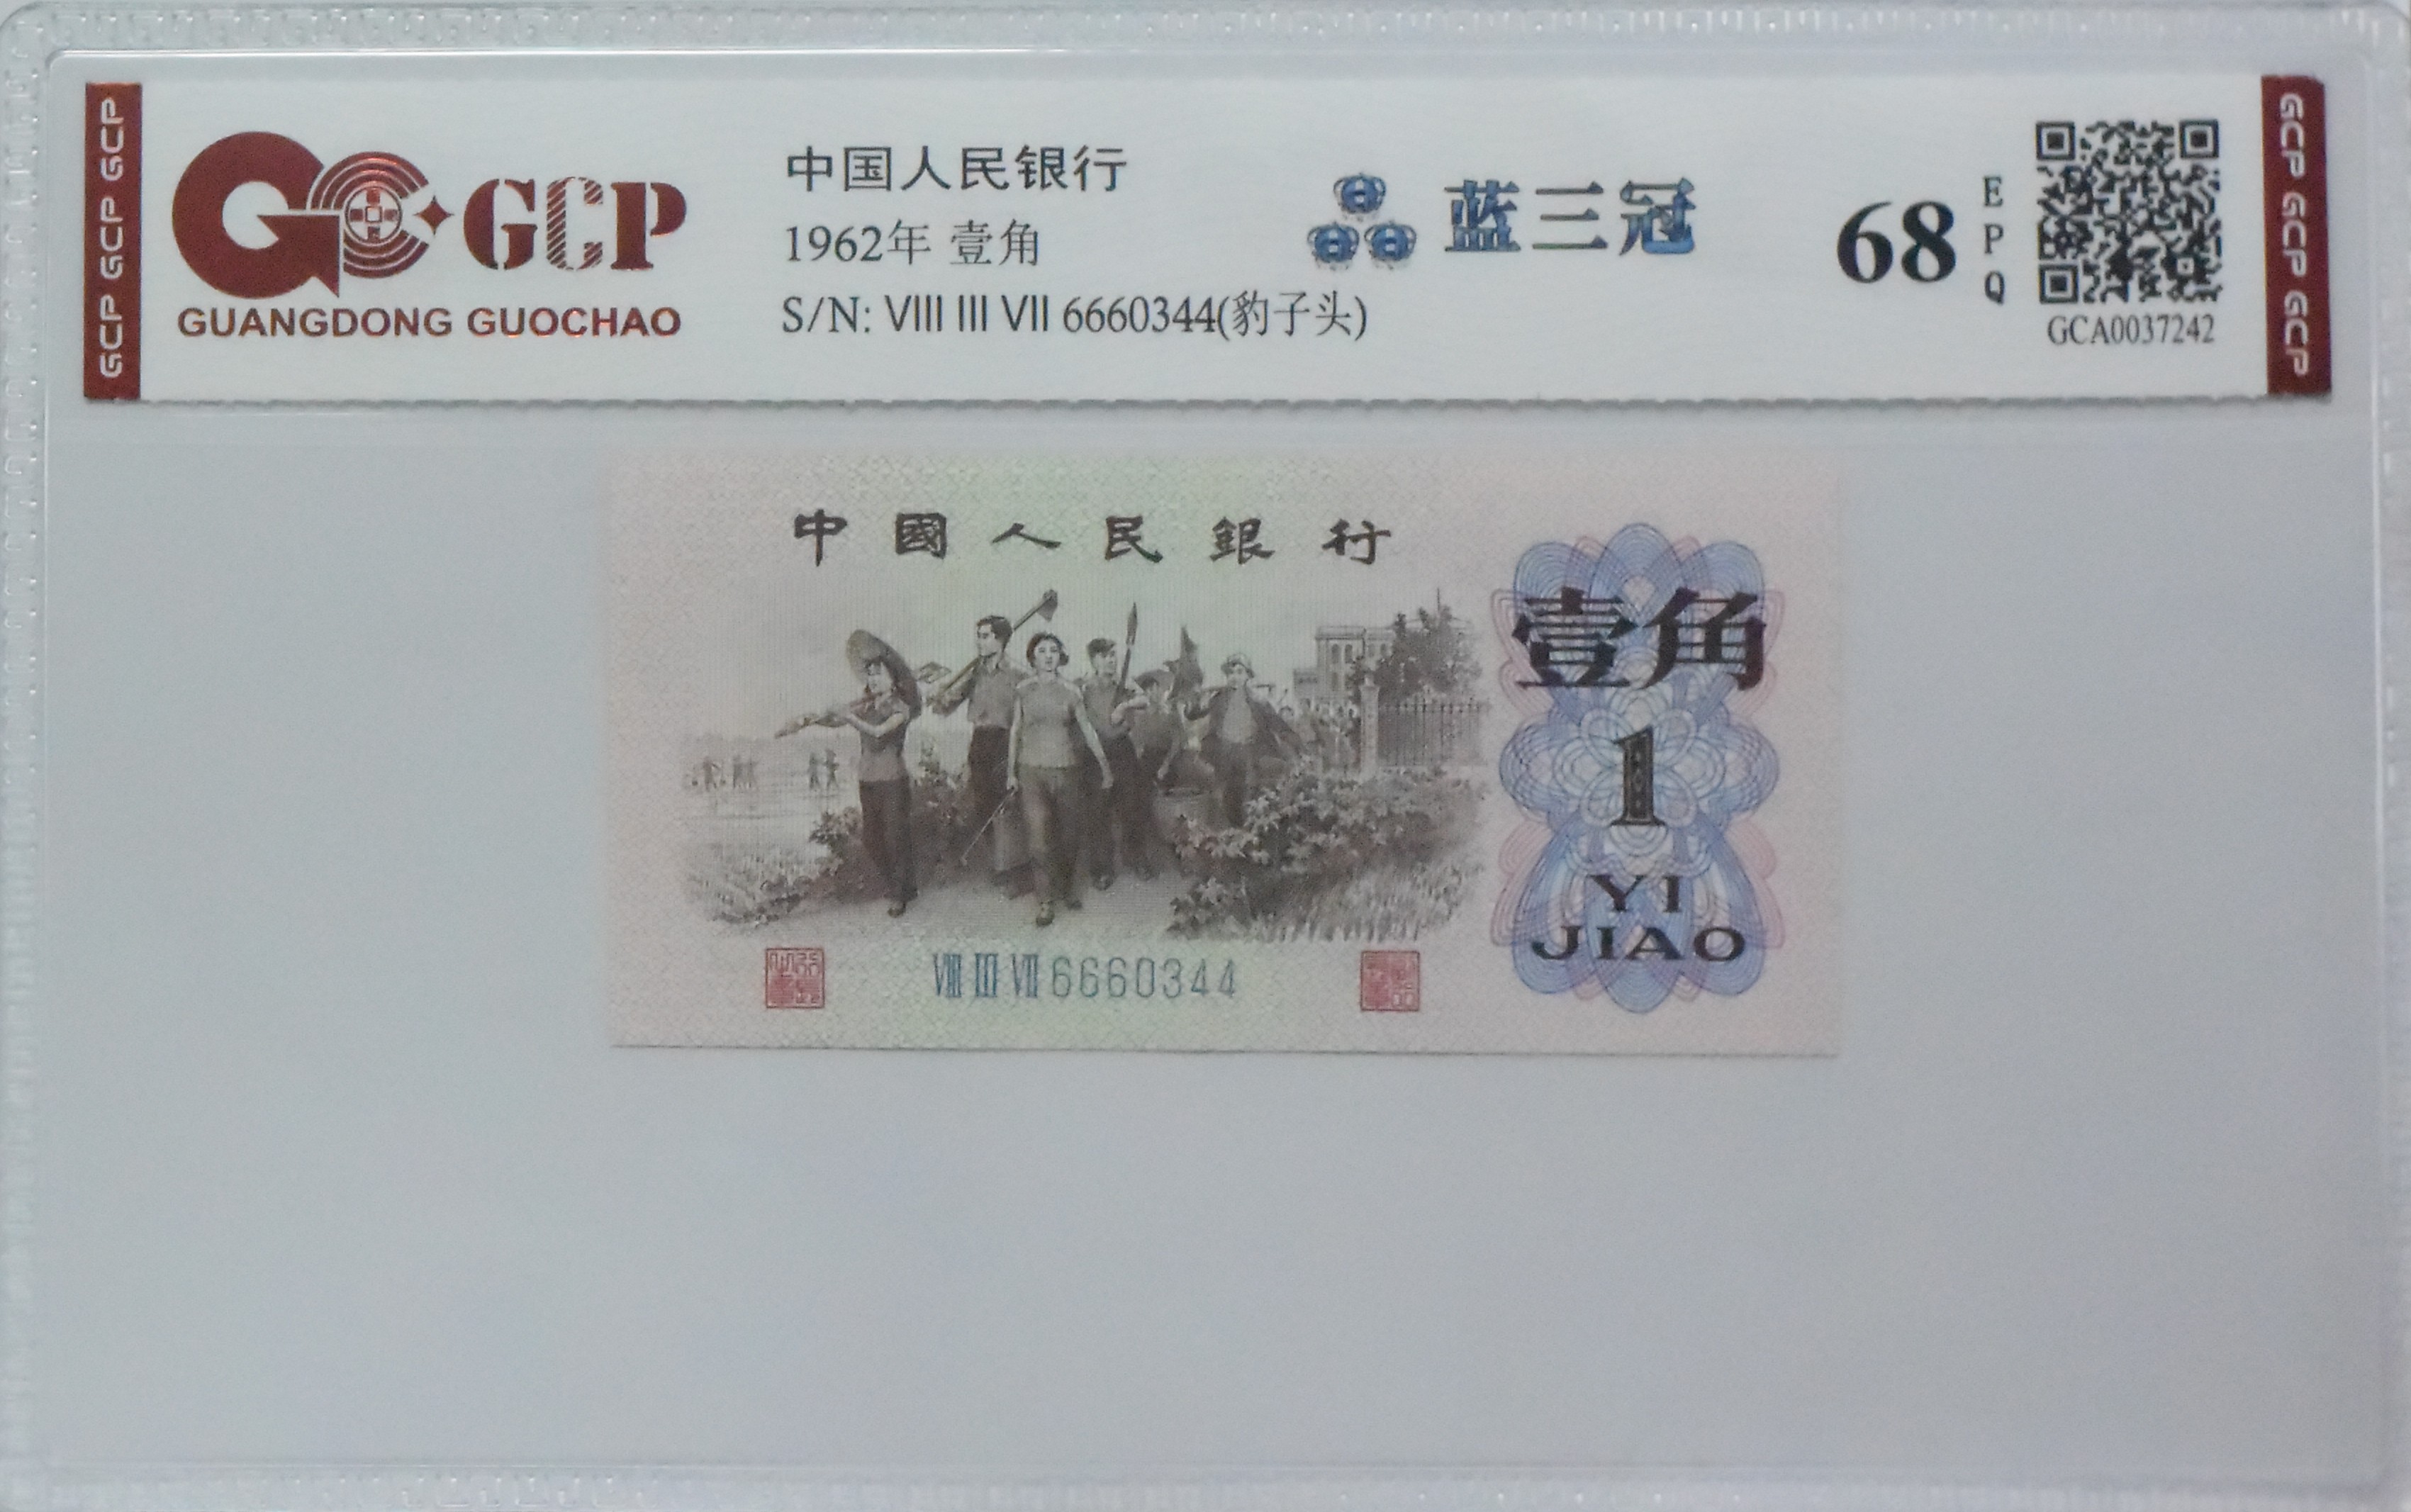 GCP GCP GCP
GCP
GUANGDONG GUOCHAO
中国人民银行
1962年 壹角
S/N: VIII III VII 6660344(豹子头)
蓝三冠
68
E
P
Q
GCA0037242
GCP GCP GCP
中國人民銀行
壹角
1
YI
JIAO
VIII III VII 6660344